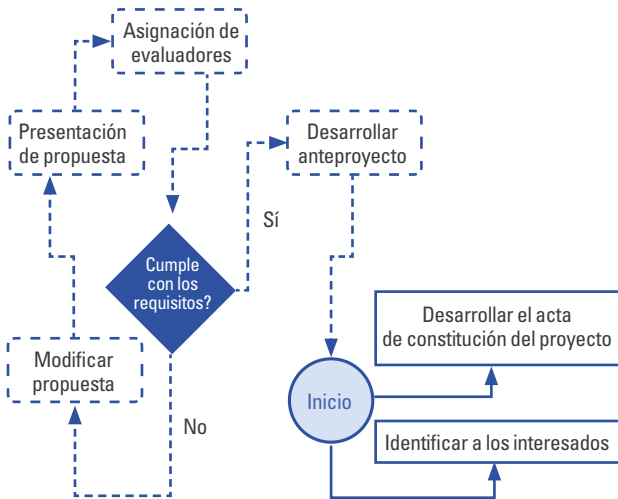 Asignación de
evaluadores
Presentación
de propuesta
Desarrollar
anteproyecto
Sí
Cumple
con los
requisitos?
Modificar
propuesta
No
Inicio
Desarrollar el acta
de constitución del proyecto
Identificar a los interesados